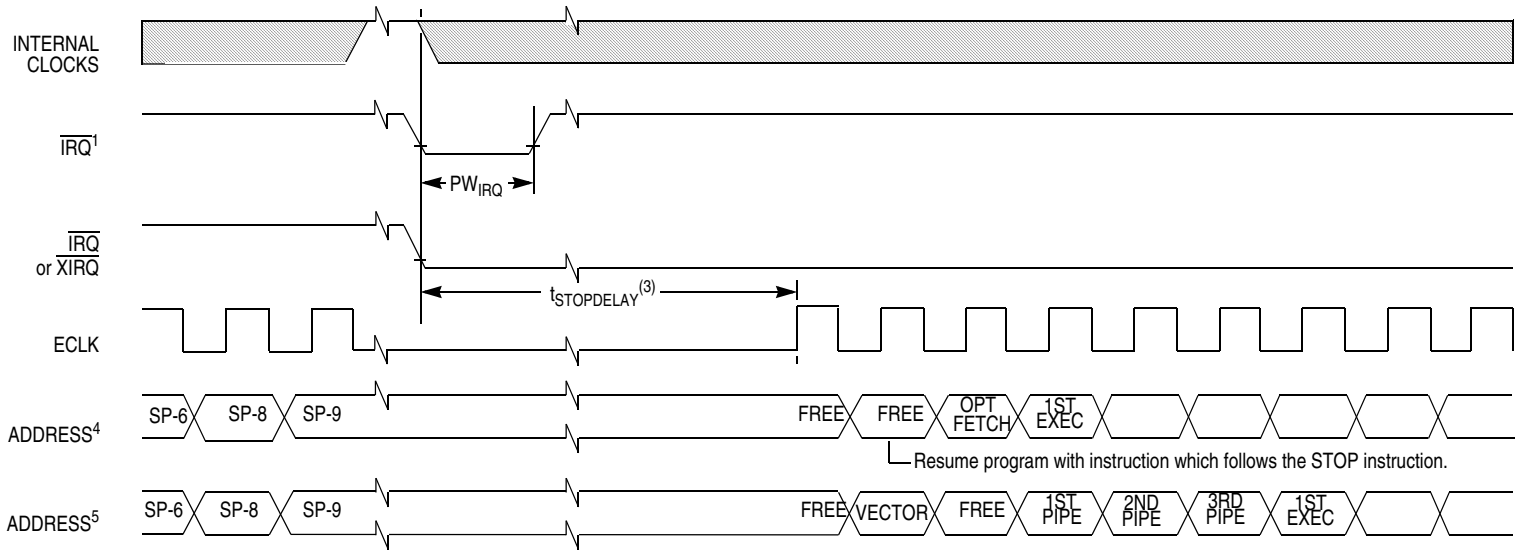 INTERNAL
CLOCKS
IRQ1
PWIRQ
IRQ
or XIRQ
tSTOPDELAY(3)
ECLK
ADDRESS4
SP-6 SP-8 SP-9 FREE FREE OPT FETCH 1ST EXEC
Resume program with instruction which follows the STOP instruction.
ADDRESS5
SP-6 SP-8 SP-9 FREE VECTOR FREE 1ST PIPE 2ND PIPE 3RD PIPE 1ST EXEC